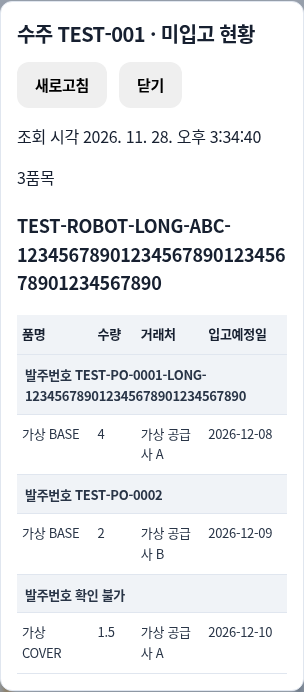 수주 TEST-001 · 미입고 현황
새로고침 닫기
조회 시각 2026. 11. 28. 오후 3:34:40
3품목
TEST-ROBOT-LONG-ABC-
123456789012345678901234567890123456
78901234567890
품명 수량 거래처 입고예정일
발주번호 TEST-PO-0001-LONG-
123456789012345678901234567890
가상 BASE 4 가상 공급 2026-12-08
사 A
발주번호 TEST-PO-0002
가상 BASE 2 가상 공급 2026-12-09
사 B
발주번호 확인 불가
가상 1.5 가상 공급 2026-12-10
COVER 사 A